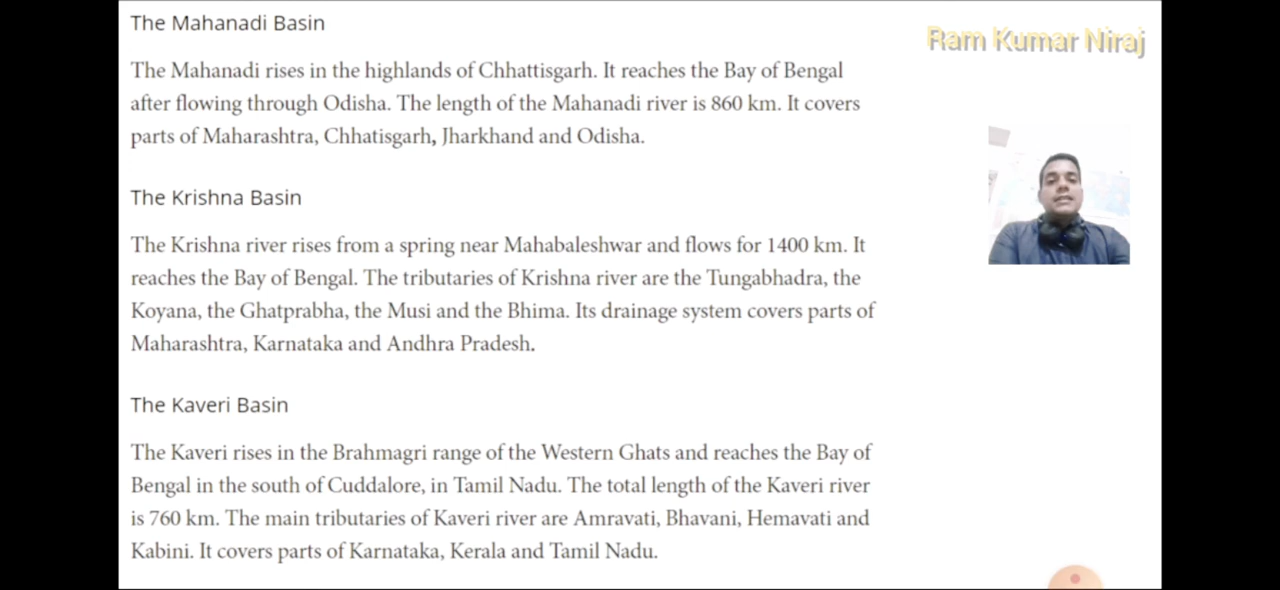 The Mahanadi Basin
Ram Kumar Niraj
The Mahanadi rises in the highlands of Chhattisgarh. It reaches the Bay of Bengal
after flowing through Odisha. The length of the Mahanadi river is 860 km. It covers
parts of Maharashtra, Chhatisgarh, Jharkhand and Odisha.
The Krishna Basin
The Krishna river rises from a spring near Mahabaleshwar and flows for 1400 km. It
reaches the Bay of Bengal. The tributaries of Krishna river are the Tungabhadra, the
Koyana, the Ghatprabha, the Musi and the Bhima. Its drainage system covers parts of
Maharashtra, Karnataka and Andhra Pradesh.
The Kaveri Basin
The Kaveri rises in the Brahmagri range of the Western Ghats and reaches the Bay of
Bengal in the south of Cuddalore, in Tamil Nadu. The total length of the Kaveri river
is 760 km. The main tributaries of Kaveri river are Amravati, Bhavani, Hemavati and
Kabini. It covers parts of Karnataka, Kerala and Tamil Nadu.